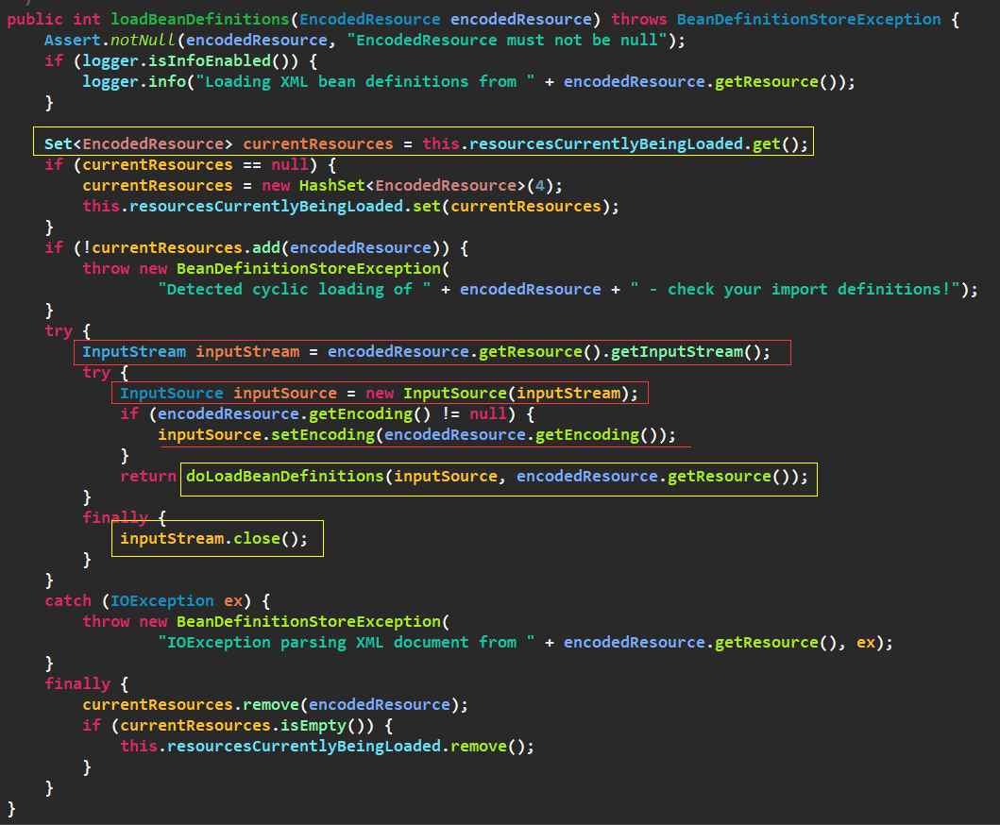 public int loadBeanDefinitions(EncodedResource encodedResource) throws BeanDefinitionStoreException {
    Assert.notNull(encodedResource, "EncodedResource must not be null");
    if (logger.isInfoEnabled()) {
        logger.info("Loading XML bean definitions from " + encodedResource.getResource());
    }

    Set<EncodedResource> currentResources = this.resourcesCurrentlyBeingLoaded.get();
    if (currentResources == null) {
        currentResources = new HashSet<EncodedResource>(4);
        this.resourcesCurrentlyBeingLoaded.set(currentResources);
    }
    if (!currentResources.add(encodedResource)) {
        throw new BeanDefinitionStoreException(
                "Detected cyclic loading of " + encodedResource + " - check your import definitions!");
    }
    try {
        InputStream inputStream = encodedResource.getResource().getInputStream();
        try {
            InputSource inputSource = new InputSource(inputStream);
            if (encodedResource.getEncoding() != null) {
                inputSource.setEncoding(encodedResource.getEncoding());
            }
            return doLoadBeanDefinitions(inputSource, encodedResource.getResource());
        }
        finally {
            inputStream.close();
        }
    }
    catch (IOException ex) {
        throw new BeanDefinitionStoreException(
                "IOException parsing XML document from " + encodedResource.getResource(), ex);
    }
    finally {
        currentResources.remove(encodedResource);
        if (currentResources.isEmpty()) {
            this.resourcesCurrentlyBeingLoaded.remove();
        }
    }
}